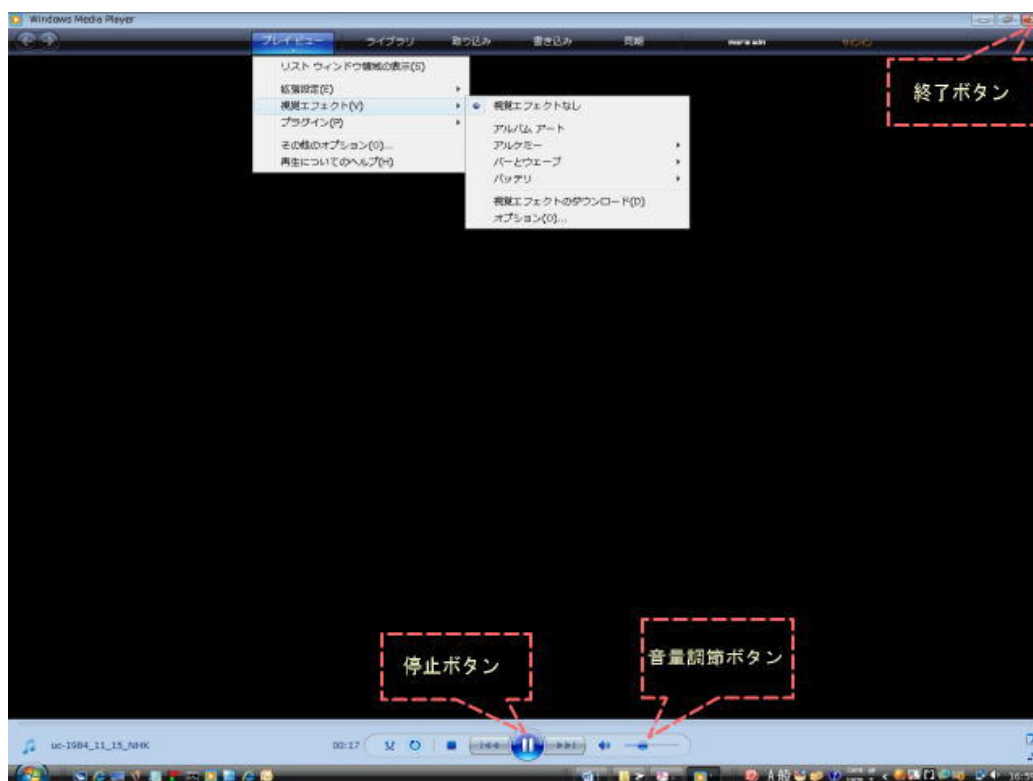 Windows Media Player
プレイ ビュー ライブラリ 取り込み 書き込み 同期
終了ボタン
リスト ウィンドウ領域の表示(S)
拡張設定(E)
視覚エフェクト(V)
プラグイン(P)
その他のオプション(O)...
再生についてのヘルプ(H)
視覚エフェクトなし
アルバム アート
アルケミー
バーとウェーブ
バッテリ
視覚エフェクトのダウンロード(D)
オプション(O)...
停止ボタン
音量調節ボタン
uc-1984_11_15_NHK
00:17